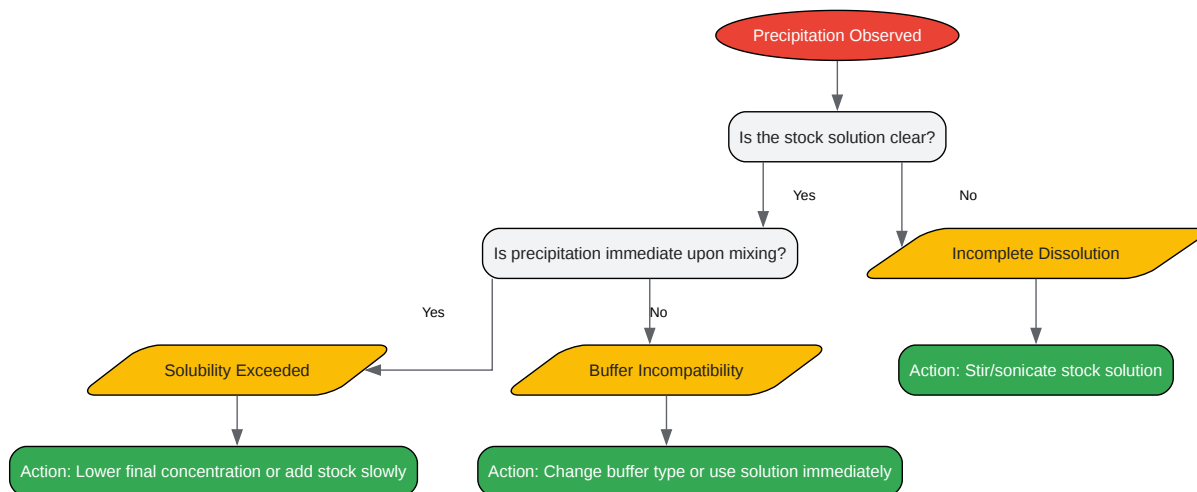 Precipitation Observed
Is the stock solution clear?
Yes
No
Is precipitation immediate upon mixing?
Incomplete Dissolution
Yes
No
Solubility Exceeded
Buffer Incompatibility
Action: Stir/sonicate stock solution
Action: Lower final concentration or add stock slowly
Action: Change buffer type or use solution immediately